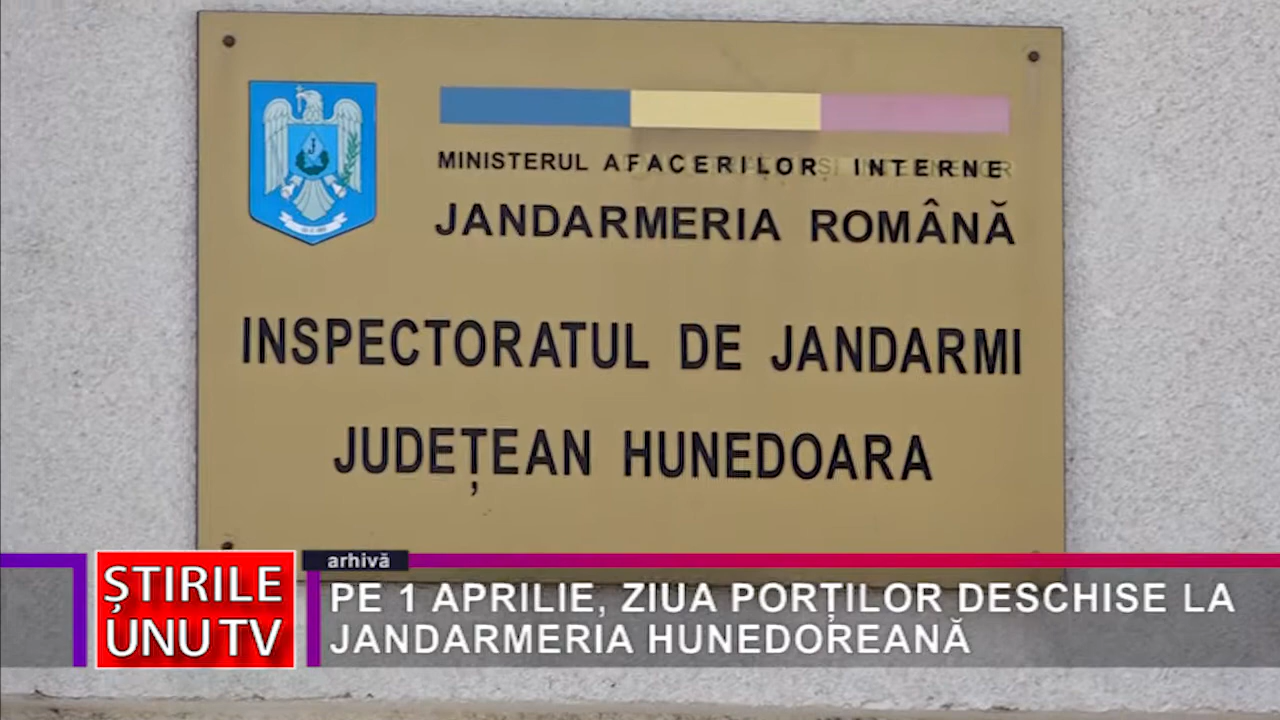 MINISTERUL AFACERILOR INTERNE
JANDARMERIA ROMÂNĂ
INSPECTORATUL DE JANDARMI
JUDEȚEAN HUNEDOARA
arhivă
ȘTIRILE
UNU TV
PE 1 APRILIE, ZIUA PORȚILOR DESCHISE LA
JANDARMERIA HUNEDOREANĂ